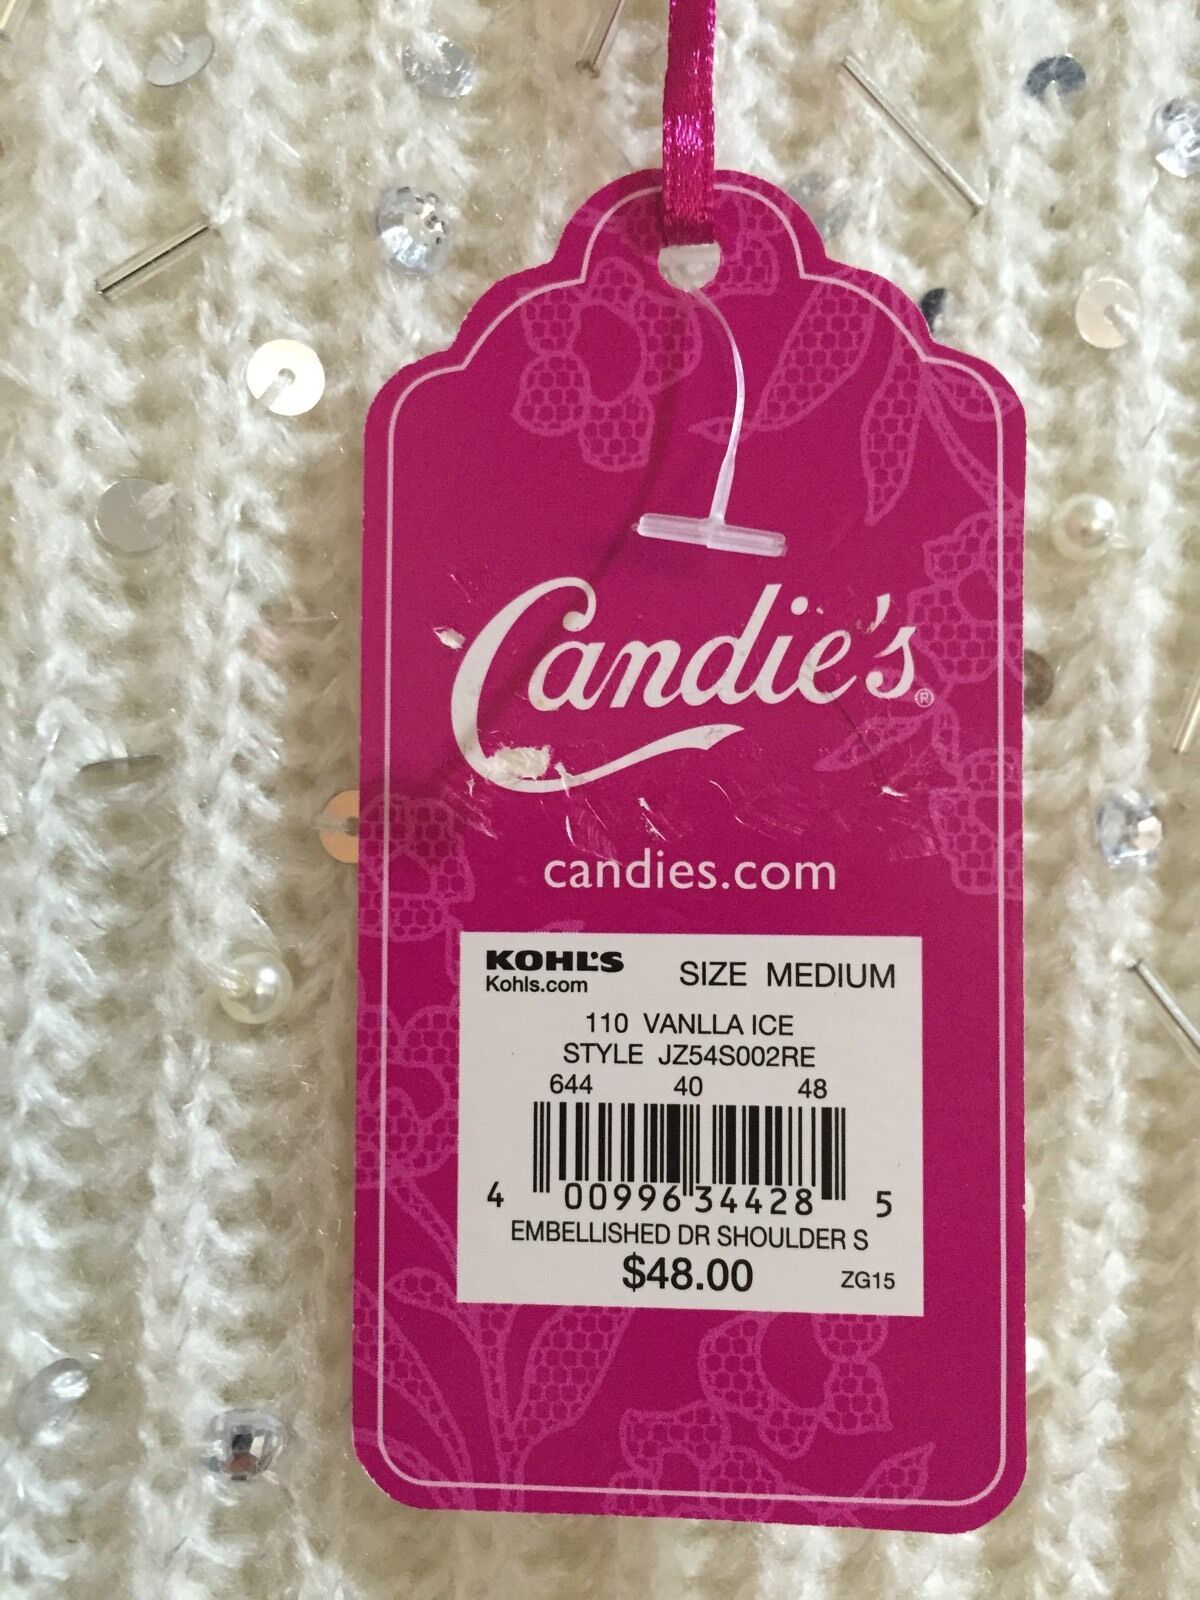 Candie's®
candies.com
KOHL'S
Kohls.com
SIZE MEDIUM
110 VANLLA ICE
STYLE JZ54S002RE
644 40 48
4 00996 34428 5
EMBELLISHED DR SHOULDER S
$48.00
ZG15